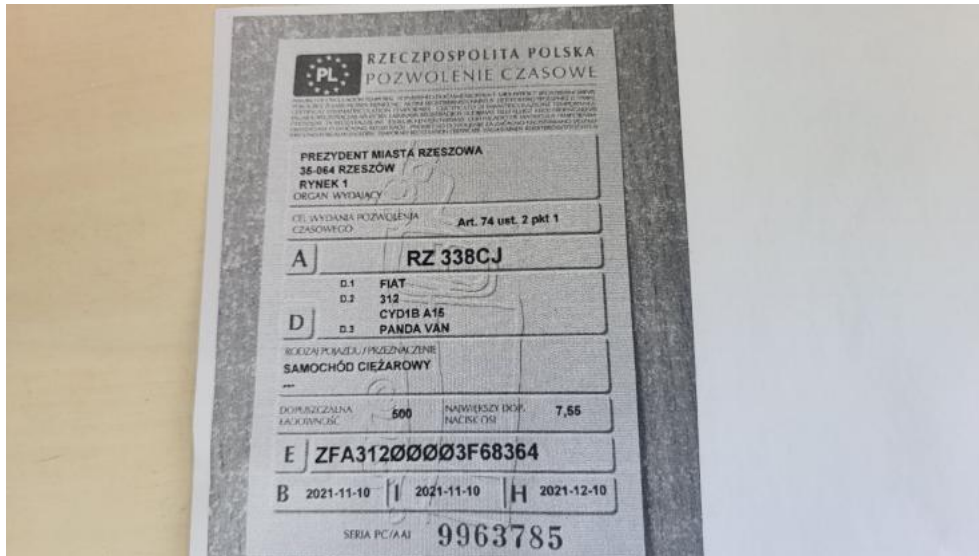 PL
RZECZPOSPOLITA POLSKA
POZWOLENIE CZASOWE
PREZYDENT MIASTA RZESZOWA
35-064 RZESZÓW
RYNEK 1
ORGAN WYDAJĄCY
CEL WYDANIA POZWOLENIA
CZASOWEGO
Art. 74 ust. 2 pkt 1
A RZ 338CJ
D.1 FIAT
D.2 312
CYD1B A15
D
D.3 PANDA VAN
RODZAJ POJAZDU / PRZEZNACZENIE
SAMOCHÓD CIĘŻAROWY
---
DOPUSZCZALNA
ŁADOWNOŚĆ
500
NAJWIĘKSZY DOP.
NACISK OSI
7,55
E ZFA312ØØØØ3F68364
B 2021-11-10 I 2021-11-10 H 2021-12-10
SERIA PC/AAJ 9963785